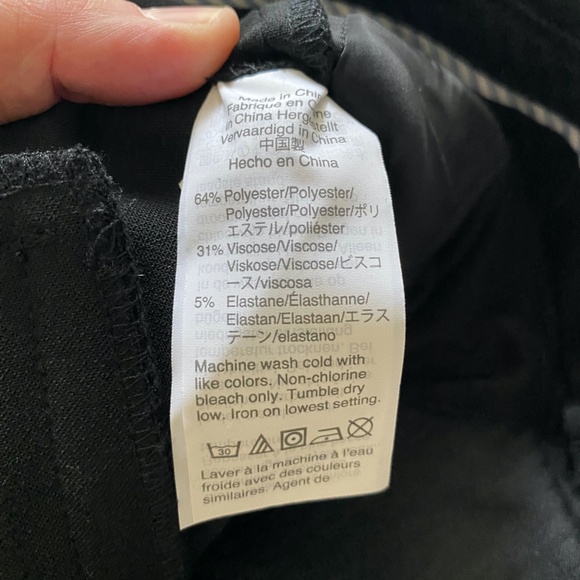 Made in China
Fabriqué en C
in China Hergestellt
Vervaardigd in China
中国製
Hecho en China
64% Polyester/Polyester/
Polyester/Polyester/ポリ
エステル/poliéster
31% Viscose/Viscose/
Viskose/Viscose/ビスコ
ース/viscosa
5% Elastane/Élasthanne/
Elastan/Elastaan/エラス
テーン/elastano
Machine wash cold with
like colors. Non-chlorine
bleach only. Tumble dry
low. Iron on lowest setting.
30
Laver à la machine à l'eau
froide avec des couleurs
similaires. Agent de